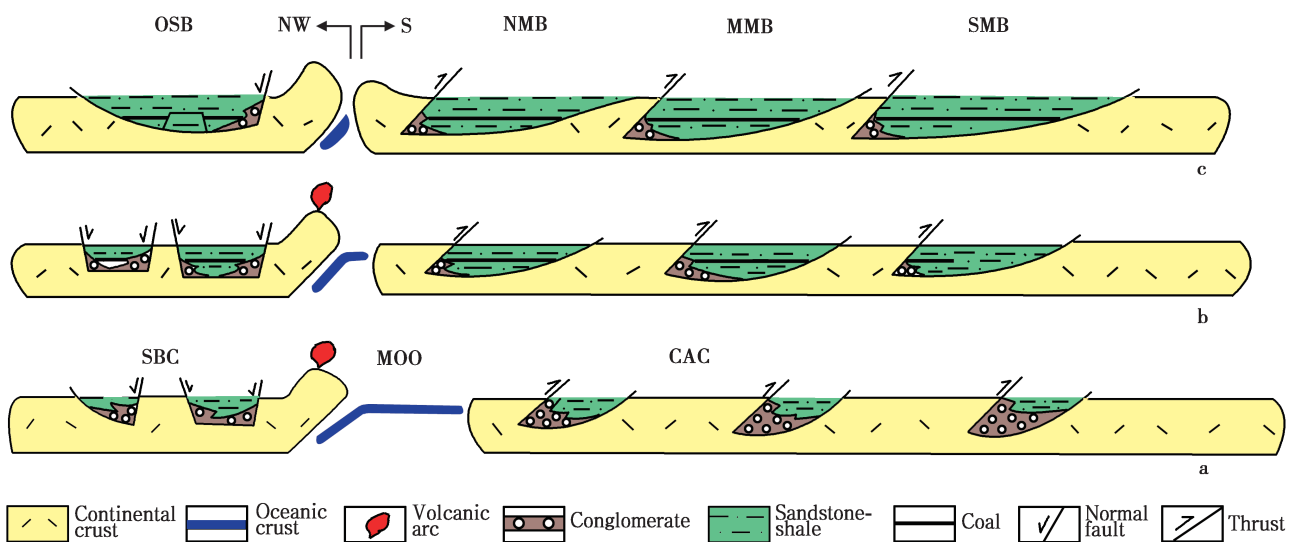 OSB NW S NMB MMB SMB
c
b
SBC MOO CAC
a
Continental
crust
Oceanic
crust
Volcanic
arc
Conglomerate
Sandstone-
shale
Coal
Normal
fault
Thrust